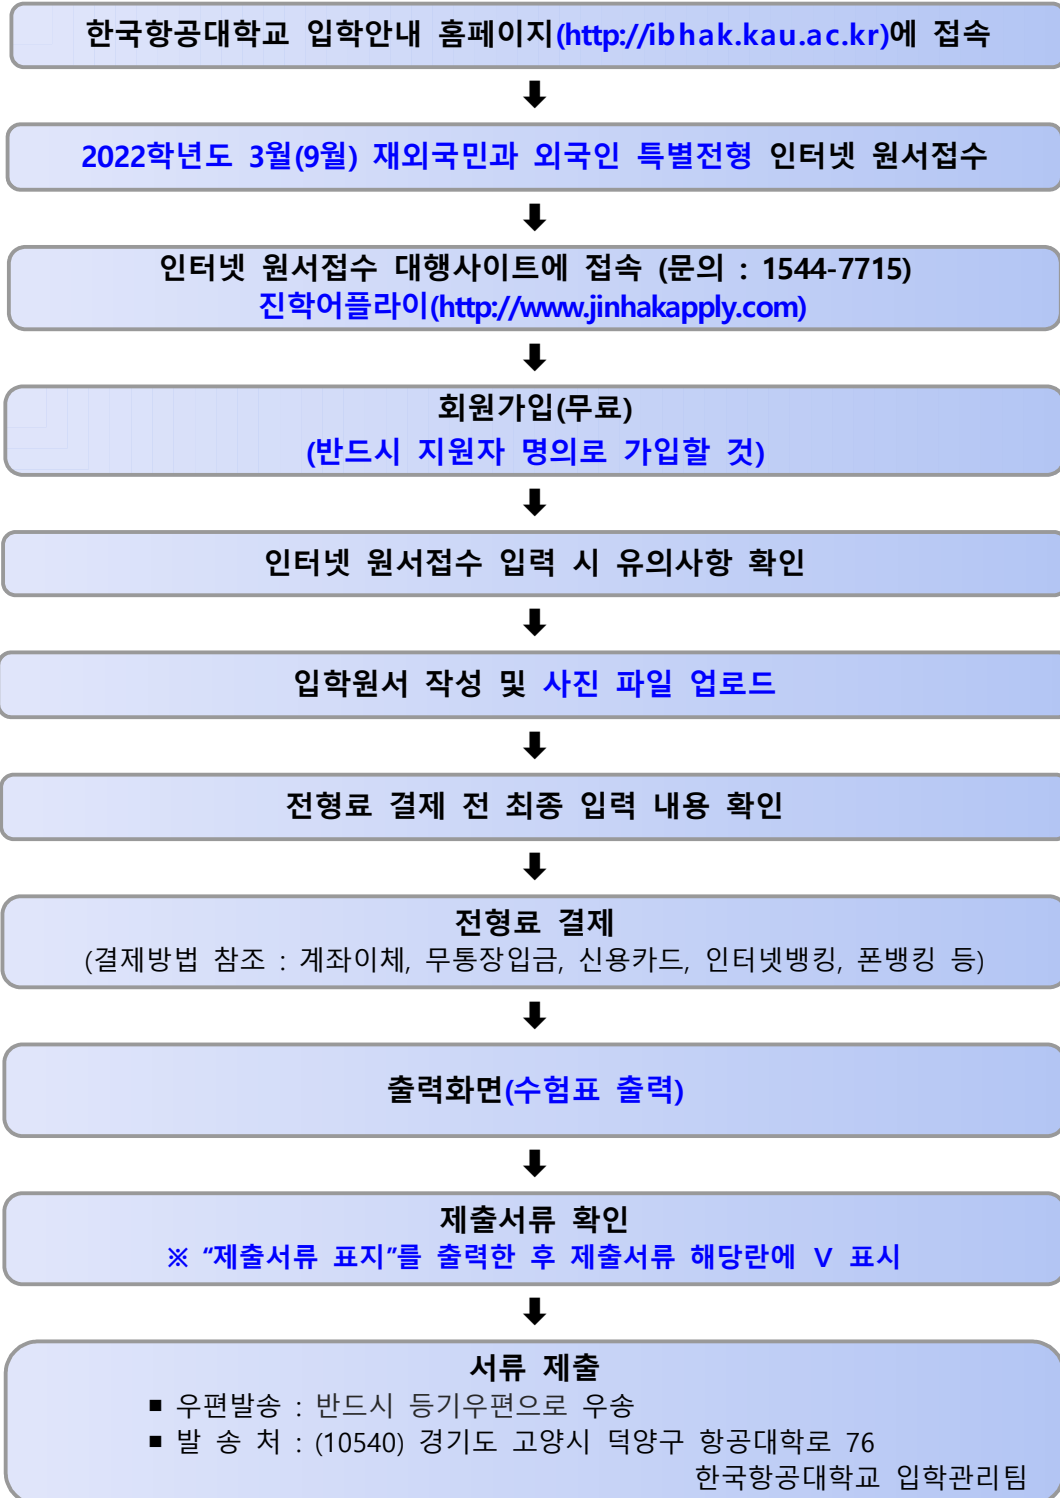 한국항공대학교 입학안내 홈페이지(http://ibhak.kau.ac.kr)에 접속
2022학년도 3월(9월) 재외국민과 외국인 특별전형 인터넷 원서접수
인터넷 원서접수 대행사이트에 접속 (문의 : 1544-7715)
진학어플라이(http://www.jinhakapply.com)
회원가입(무료)
(반드시 지원자 명의로 가입할 것)
인터넷 원서접수 입력 시 유의사항 확인
입학원서 작성 및 사진 파일 업로드
전형료 결제 전 최종 입력 내용 확인
전형료 결제
(결제방법 참조 : 계좌이체, 무통장입금, 신용카드, 인터넷뱅킹, 폰뱅킹 등)
출력화면(수험표 출력)
제출서류 확인
※ “제출서류 표지”를 출력한 후 제출서류 해당란에 V 표시
서류 제출
■ 우편발송 : 반드시 등기우편으로 우송
■ 발 송 처 : (10540) 경기도 고양시 덕양구 항공대학로 76
한국항공대학교 입학관리팀